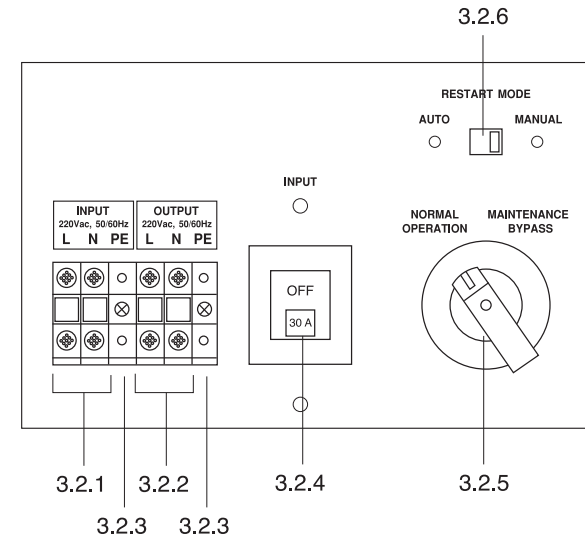 3.2.6
RESTART MODE
AUTO MANUAL
INPUT
NORMAL OPERATION
MAINTENANCE BYPASS
INPUT
220Vac, 50/60Hz
L N PE
OUTPUT
220Vac, 50/60Hz
L N PE
OFF
30 A
3.2.1 3.2.2 3.2.4 3.2.5
3.2.3 3.2.3